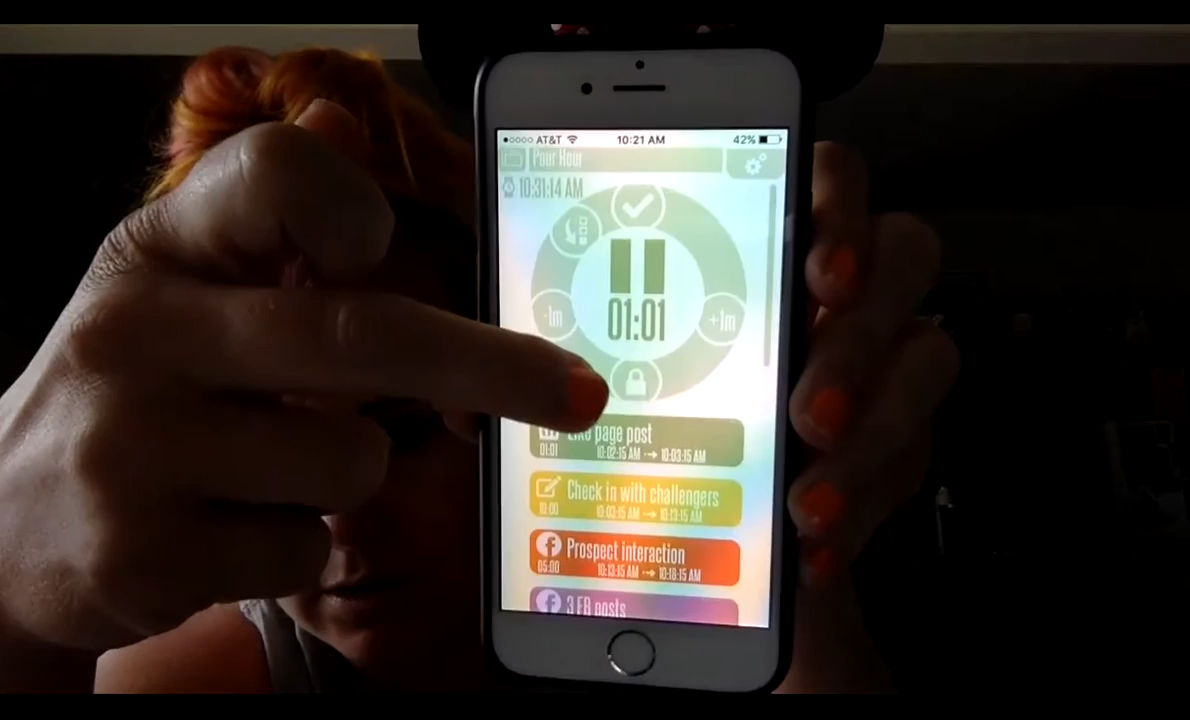 AT&T 10:21 AM 42%
Pour Hour
10:31:14 AM
01:01
-1m +1m
Like page post
01:01 10:02:15 AM → 10:03:15 AM
Check in with challengers
10:00 10:03:15 AM → 10:13:15 AM
Prospect interaction
05:00 10:13:15 AM → 10:18:15 AM
3 FB posts